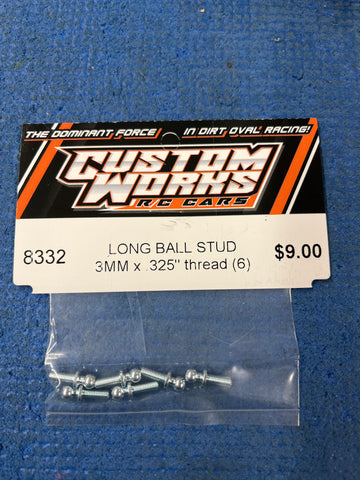 THE DOMINANT FORCE IN DIRT OVAL RACING!
CUSTOM
WORKS
RC CARS
8332
LONG BALL STUD
3MM x .325" thread (6)
$9.00